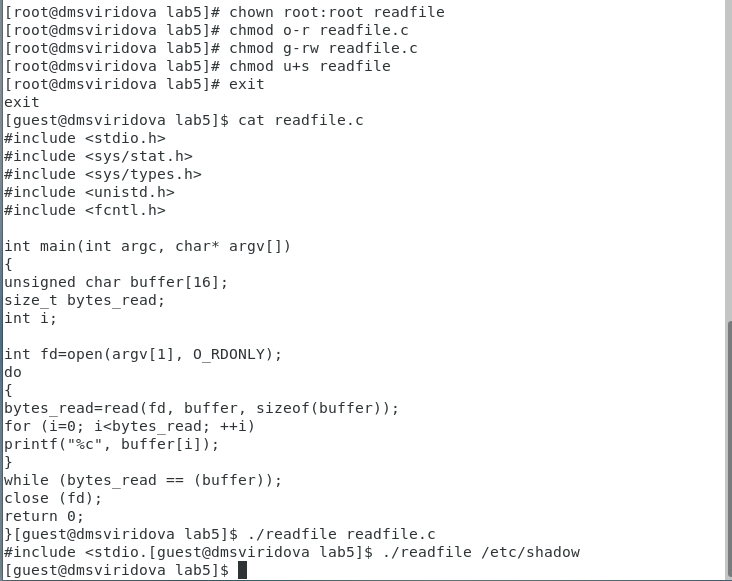 [root@dmsviridova lab5]# chown root:root readfile
[root@dmsviridova lab5]# chmod o-r readfile.c
[root@dmsviridova lab5]# chmod g-rw readfile.c
[root@dmsviridova lab5]# chmod u+s readfile
[root@dmsviridova lab5]# exit
exit
[guest@dmsviridova lab5]$ cat readfile.c
#include <stdio.h>
#include <sys/stat.h>
#include <sys/types.h>
#include <unistd.h>
#include <fcntl.h>

int main(int argc, char* argv[])
{
unsigned char buffer[16];
size_t bytes_read;
int i;

int fd=open(argv[1], O_RDONLY);
do
{
bytes_read=read(fd, buffer, sizeof(buffer));
for (i=0; i<bytes_read; ++i)
printf("%c", buffer[i]);
}
while (bytes_read == (buffer));
close (fd);
return 0;
}[guest@dmsviridova lab5]$ ./readfile readfile.c
#include <stdio.[guest@dmsviridova lab5]$ ./readfile /etc/shadow
[guest@dmsviridova lab5]$